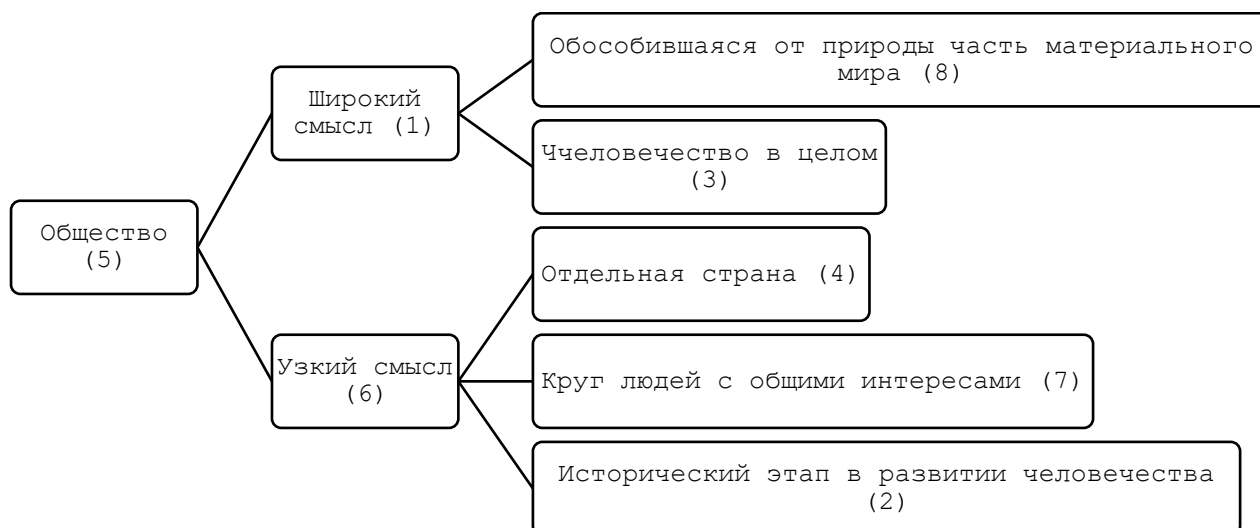 Обособившаяся от природы часть материального
мира (8)
Широкий
смысл (1)
Ччеловечество в целом
(3)
Общество
(5)
Отдельная страна (4)
Узкий смысл
(6)
Круг людей с общими интересами (7)
Исторический этап в развитии человечества
(2)